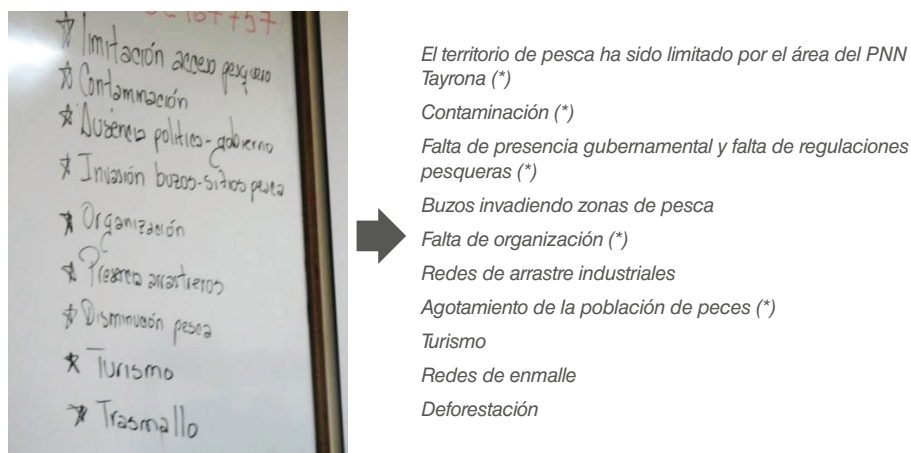 167757
☆ Limitación acceso pesquero
☆ Contaminación
☆ Ausencia politica-gobierno
☆ Invasión buzos-sitios pesca
☆ Organización
☆ Presencia arrastreros
☆ Disminución pesca
☆ Turismo
☆ Trasmallo
El territorio de pesca ha sido limitado por el área del PNN
Tayrona (*)
Contaminación (*)
Falta de presencia gubernamental y falta de regulaciones
pesqueras (*)
Buzos invadiendo zonas de pesca
Falta de organización (*)
Redes de arrastre industriales
Agotamiento de la población de peces (*)
Turismo
Redes de enmalle
Deforestación